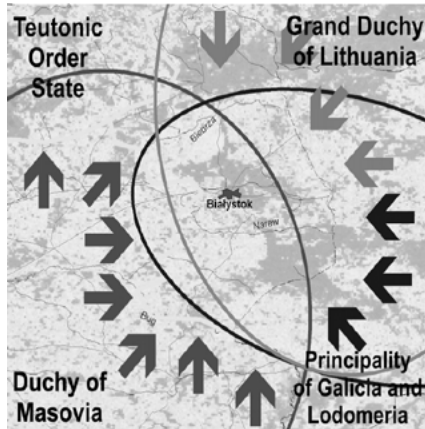 Teutonic
Order
State
Grand Duchy
of Lithuania
Biebrza
Białystok
Narew
Bug
Duchy of
Masovia
Principality
of Galicia and
Lodomeria